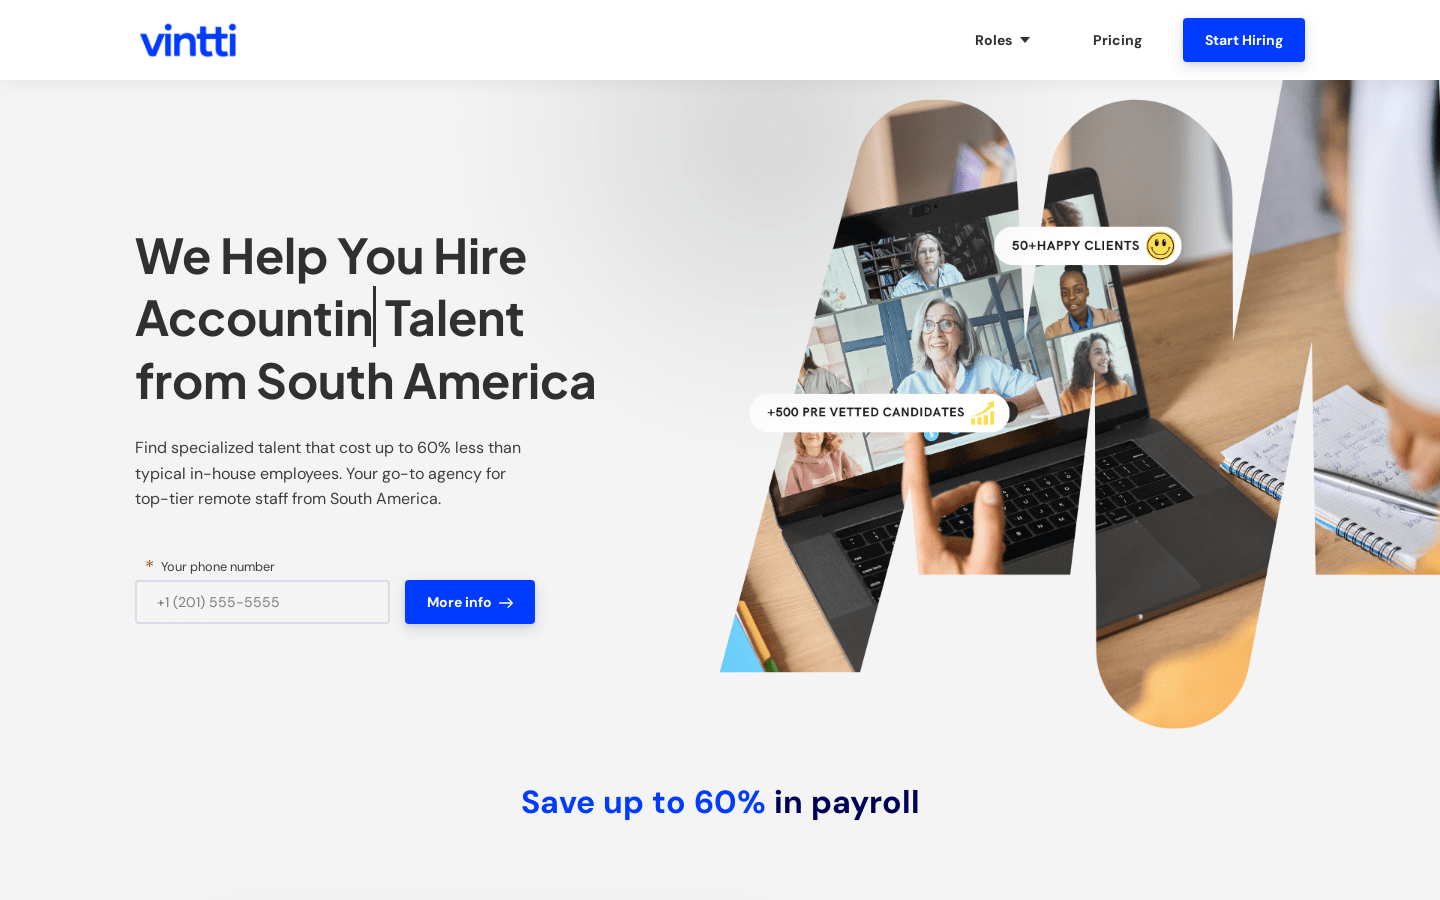 vintti
Roles
Pricing
Start Hiring
We Help You Hire
Accountin Talent
from South America
Find specialized talent that cost up to 60% less than
typical in-house employees. Your go-to agency for
top-tier remote staff from South America.
* Your phone number
+1 (201) 555-5555
More info →
50+HAPPY CLIENTS
+500 PRE VETTED CANDIDATES
Save up to 60% in payroll